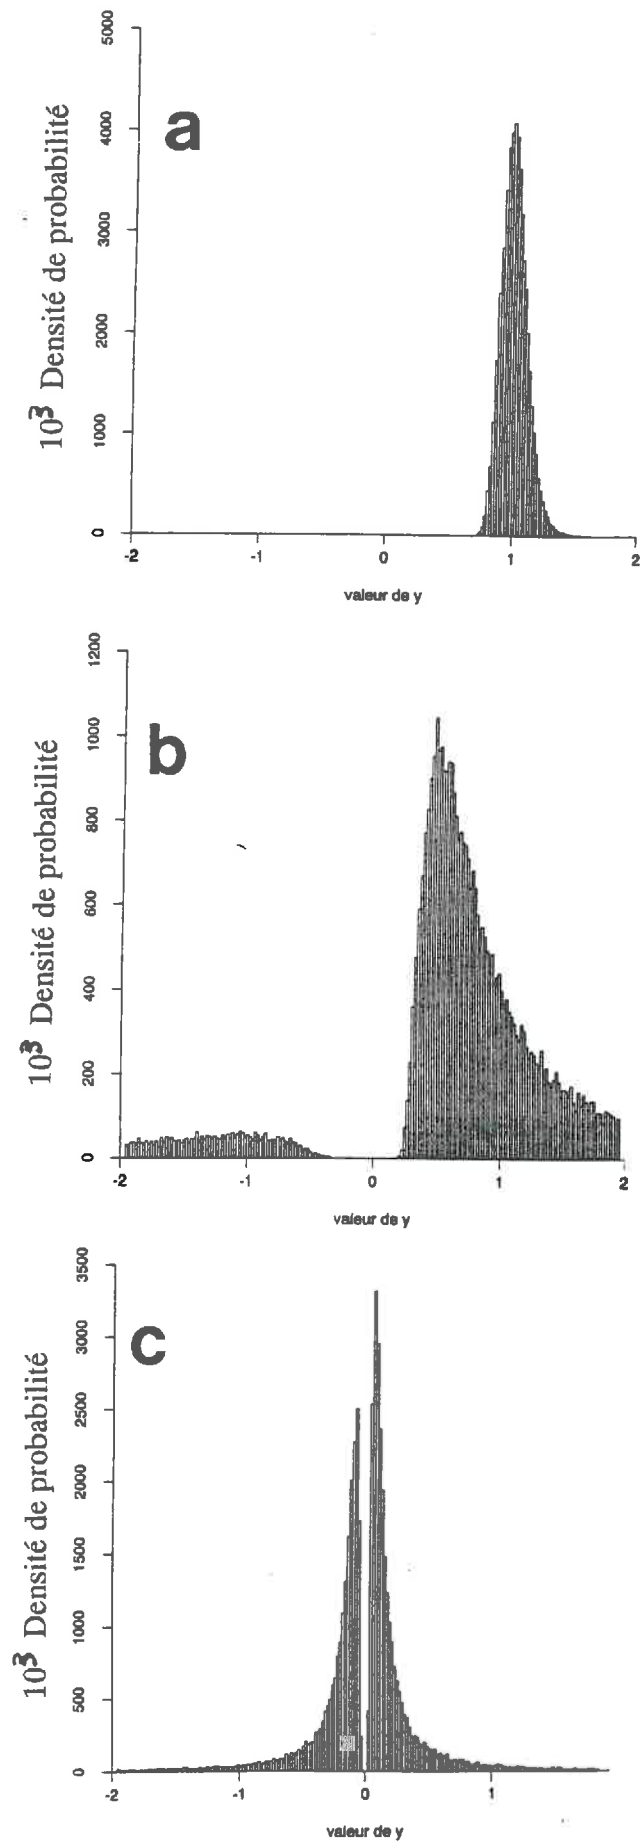 a
10³ Densité de probabilité
5000
4000
3000
2000
1000
0
-2 -1 0 1 2
valeur de y
b
10³ Densité de probabilité
1200
1000
800
600
400
200
0
-2 -1 0 1 2
valeur de y
c
10³ Densité de probabilité
3500
3000
2500
2000
1500
1000
500
0
-2 -1 0 1
valeur de y